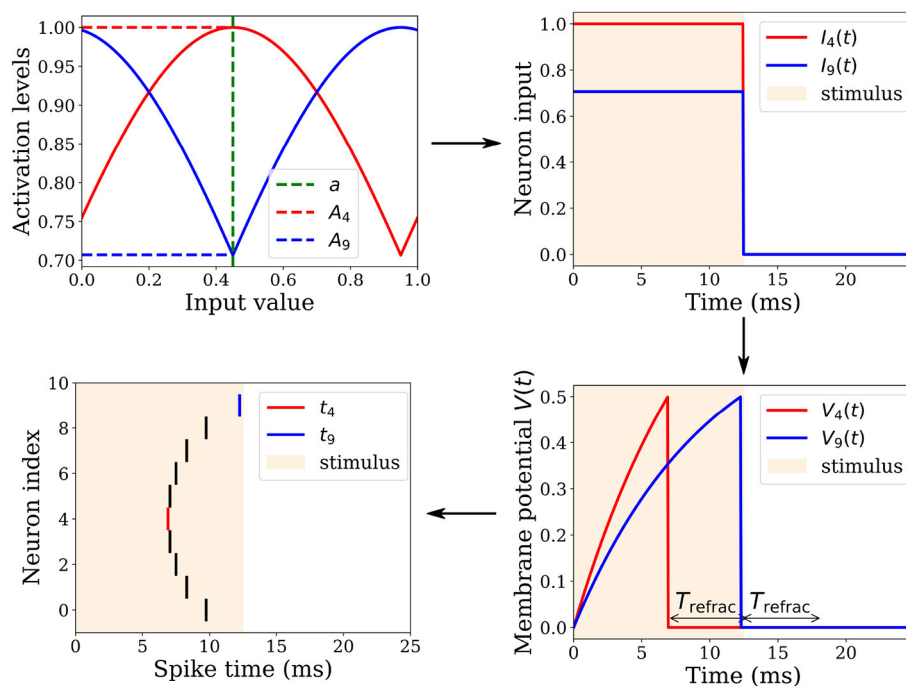 1.00
0.95
0.90
0.85
0.80
0.75
0.70
Activation levels
0.0 0.2 0.4 0.6 0.8 1.0
Input value
a
A₄
A₉
1.0
0.8
0.6
0.4
0.2
0.0
Neuron input
I₄(t)
I₉(t)
stimulus
0 5 10 15 20
Time (ms)
10
8
6
4
2
0
Neuron index
t₄
t₉
stimulus
0 5 10 15 20 25
Spike time (ms)
0.5
0.4
0.3
0.2
0.1
0.0
Membrane potential V(t)
V₄(t)
V₉(t)
stimulus
T_refrac T_refrac
0 5 10 15 20
Time (ms)